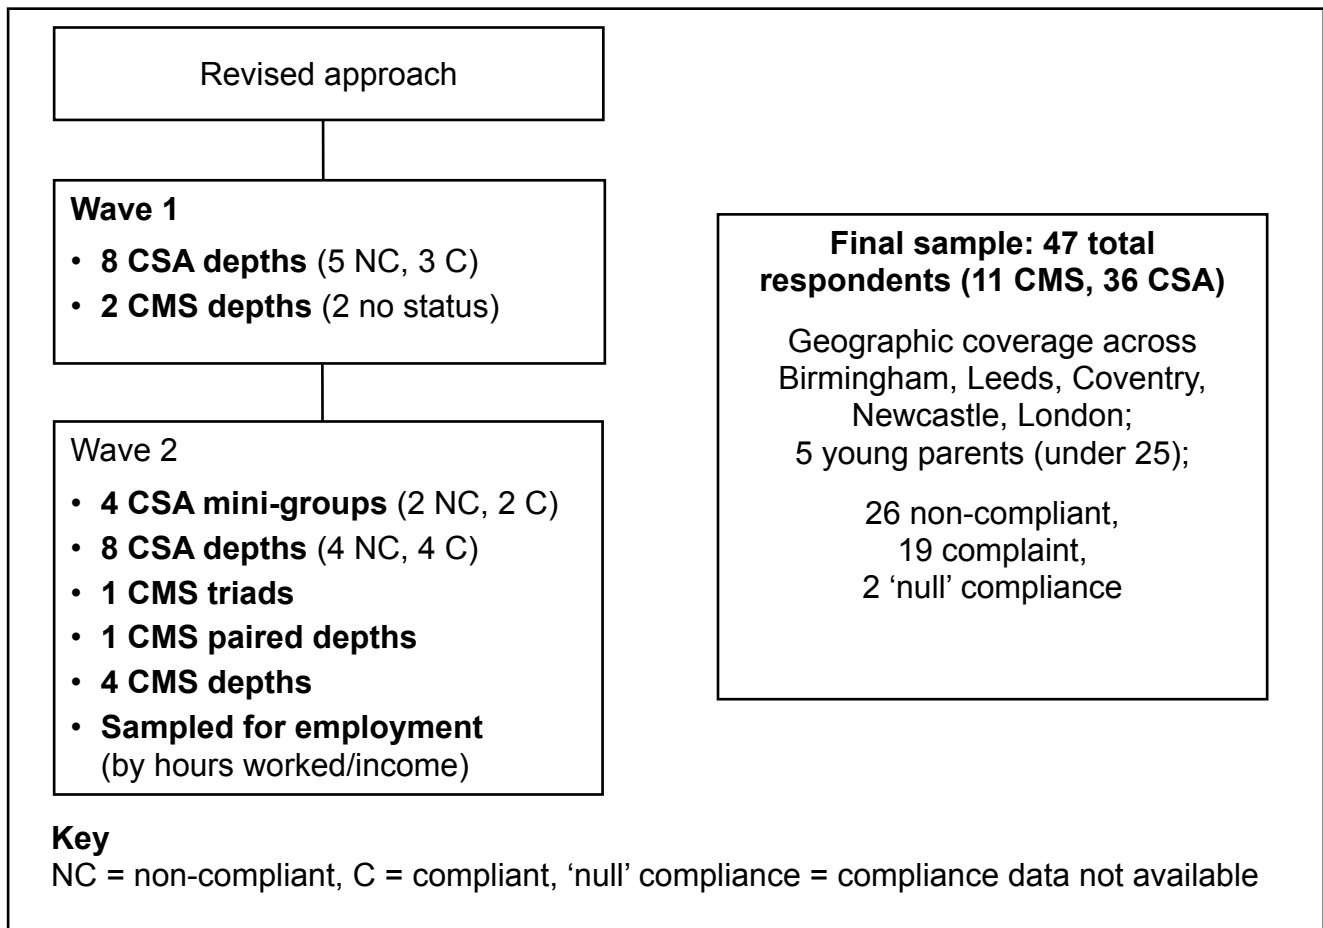 Revised approach
Wave 1
• 8 CSA depths (5 NC, 3 C)
• 2 CMS depths (2 no status)
Wave 2
• 4 CSA mini-groups (2 NC, 2 C)
• 8 CSA depths (4 NC, 4 C)
• 1 CMS triads
• 1 CMS paired depths
• 4 CMS depths
• Sampled for employment
(by hours worked/income)
Final sample: 47 total
respondents (11 CMS, 36 CSA)
Geographic coverage across
Birmingham, Leeds, Coventry,
Newcastle, London;
5 young parents (under 25);
26 non-compliant,
19 complaint,
2 ‘null’ compliance
Key
NC = non-compliant, C = compliant, ‘null’ compliance = compliance data not available